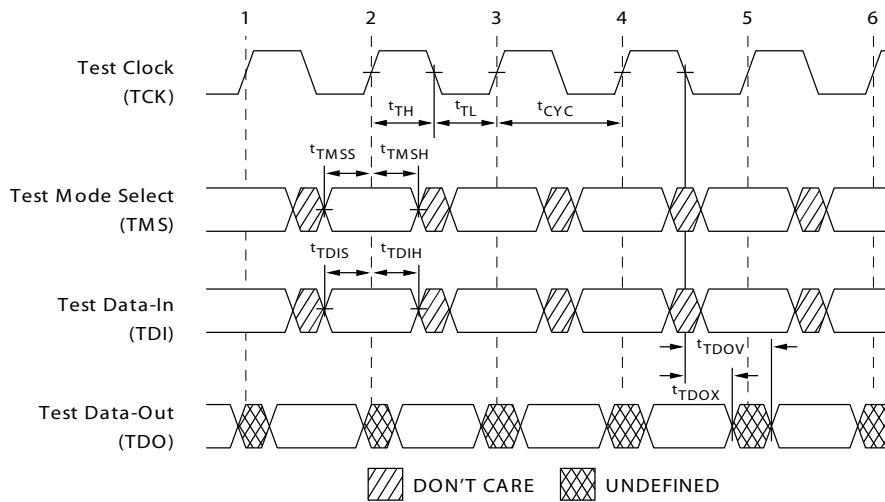 1 2 3 4 5 6
Test Clock
(TCK)
tTH tTL tCYC
tTMSS tTMSH
Test Mode Select
(TMS)
tTDIS tTDIH
Test Data-In
(TDI)
tTDOV
tTDOX
Test Data-Out
(TDO)
DON'T CARE UNDEFINED